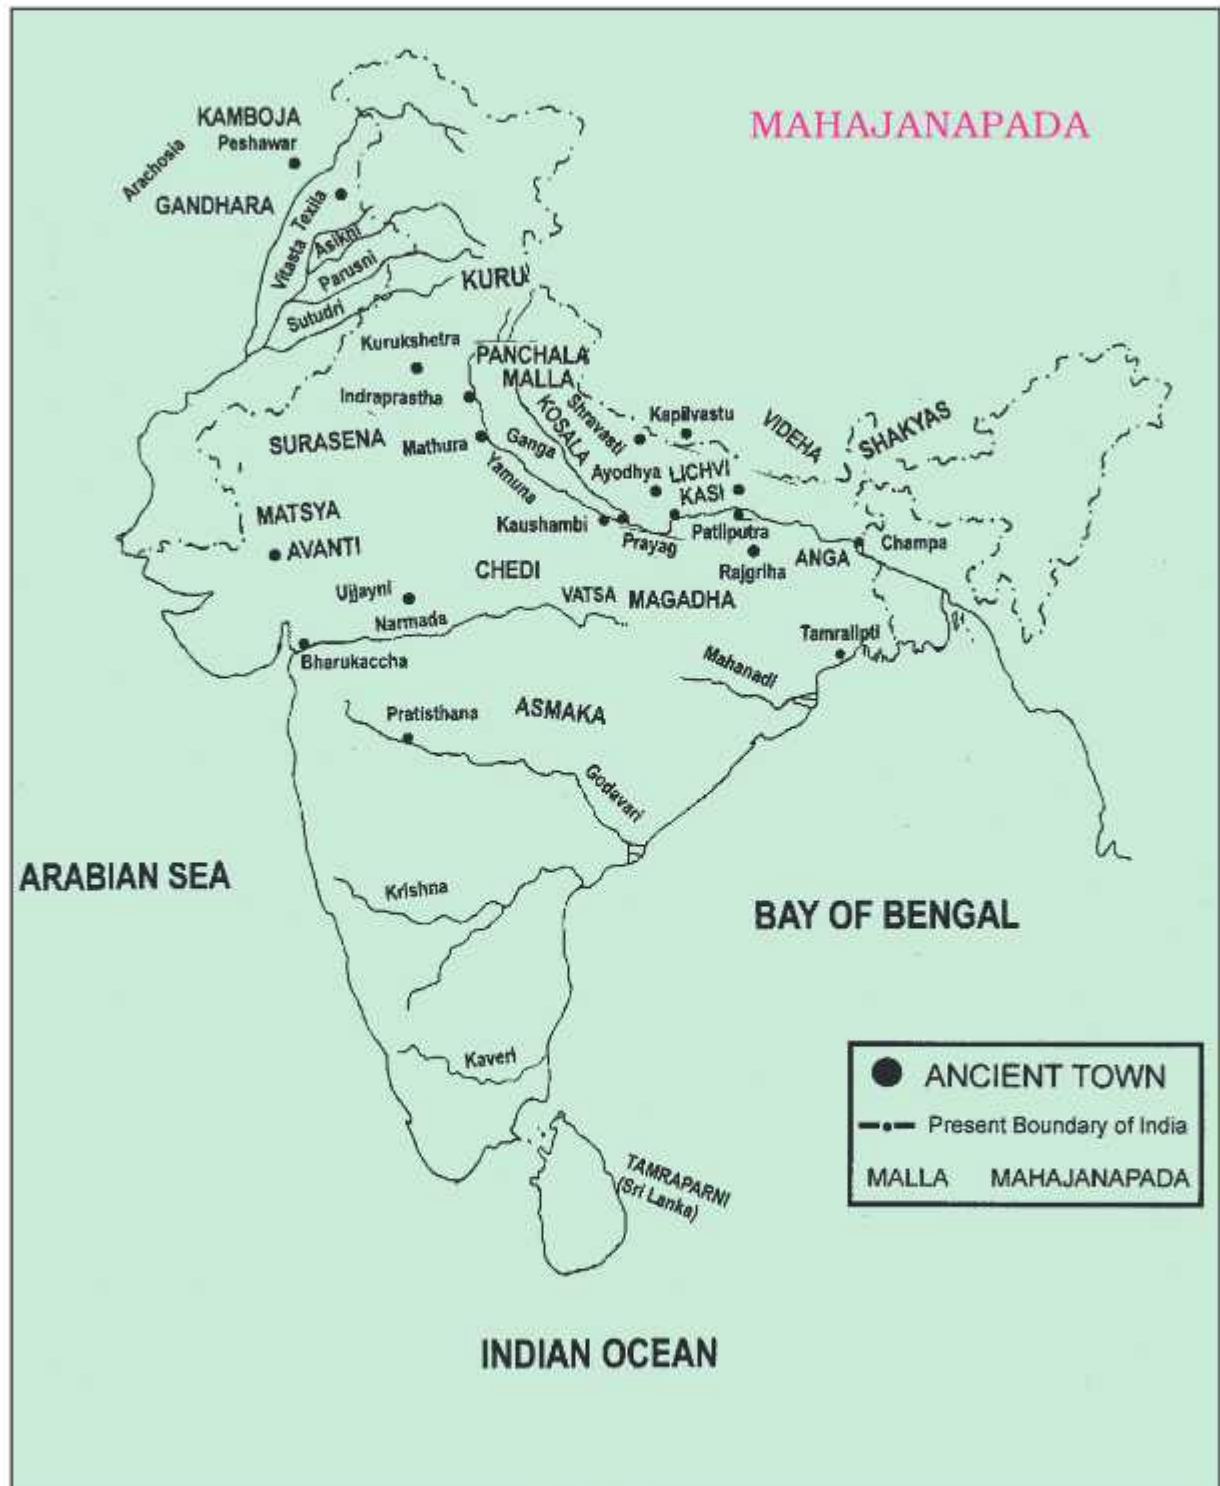 MAHAJANAPADA
KAMBOJA
Peshawar
Arachosia
GANDHARA
Texila
Vitasta
Asikhi
Parusni
Sutudri
KURU
Kurukshetra
PANCHALA
MALLA
Indraprastha
KOSALA
Shravasti
Kapilvastu
VIDEHA
SHAKYAS
SURASENA
Mathura
Ganga
Yamuna
Ayodhya
LICHVI
KASI
MATSYA
Kaushambi
Prayag
Patliputra
AVANTI
CHEDI
Rajgriha
ANGA
Champa
Ujjayni
VATSA
MAGADHA
Narmada
Bharukaccha
Tamralipti
Mahanadi
Pratisthana
ASMAKA
Godavari
ARABIAN SEA
Krishna
BAY OF BENGAL
Kaveri
ANCIENT TOWN
Present Boundary of India
MALLA MAHAJANAPADA
TAMRAPARNI
(Sri Lanka)
INDIAN OCEAN